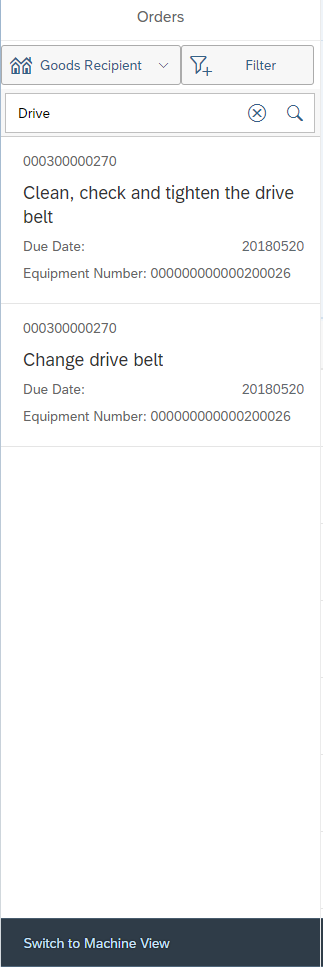 Orders
Goods Recipient
Filter
Drive
000300000270
Clean, check and tighten the drive
belt
Due Date: 20180520
Equipment Number: 000000000000200026
000300000270
Change drive belt
Due Date: 20180520
Equipment Number: 000000000000200026
Switch to Machine View